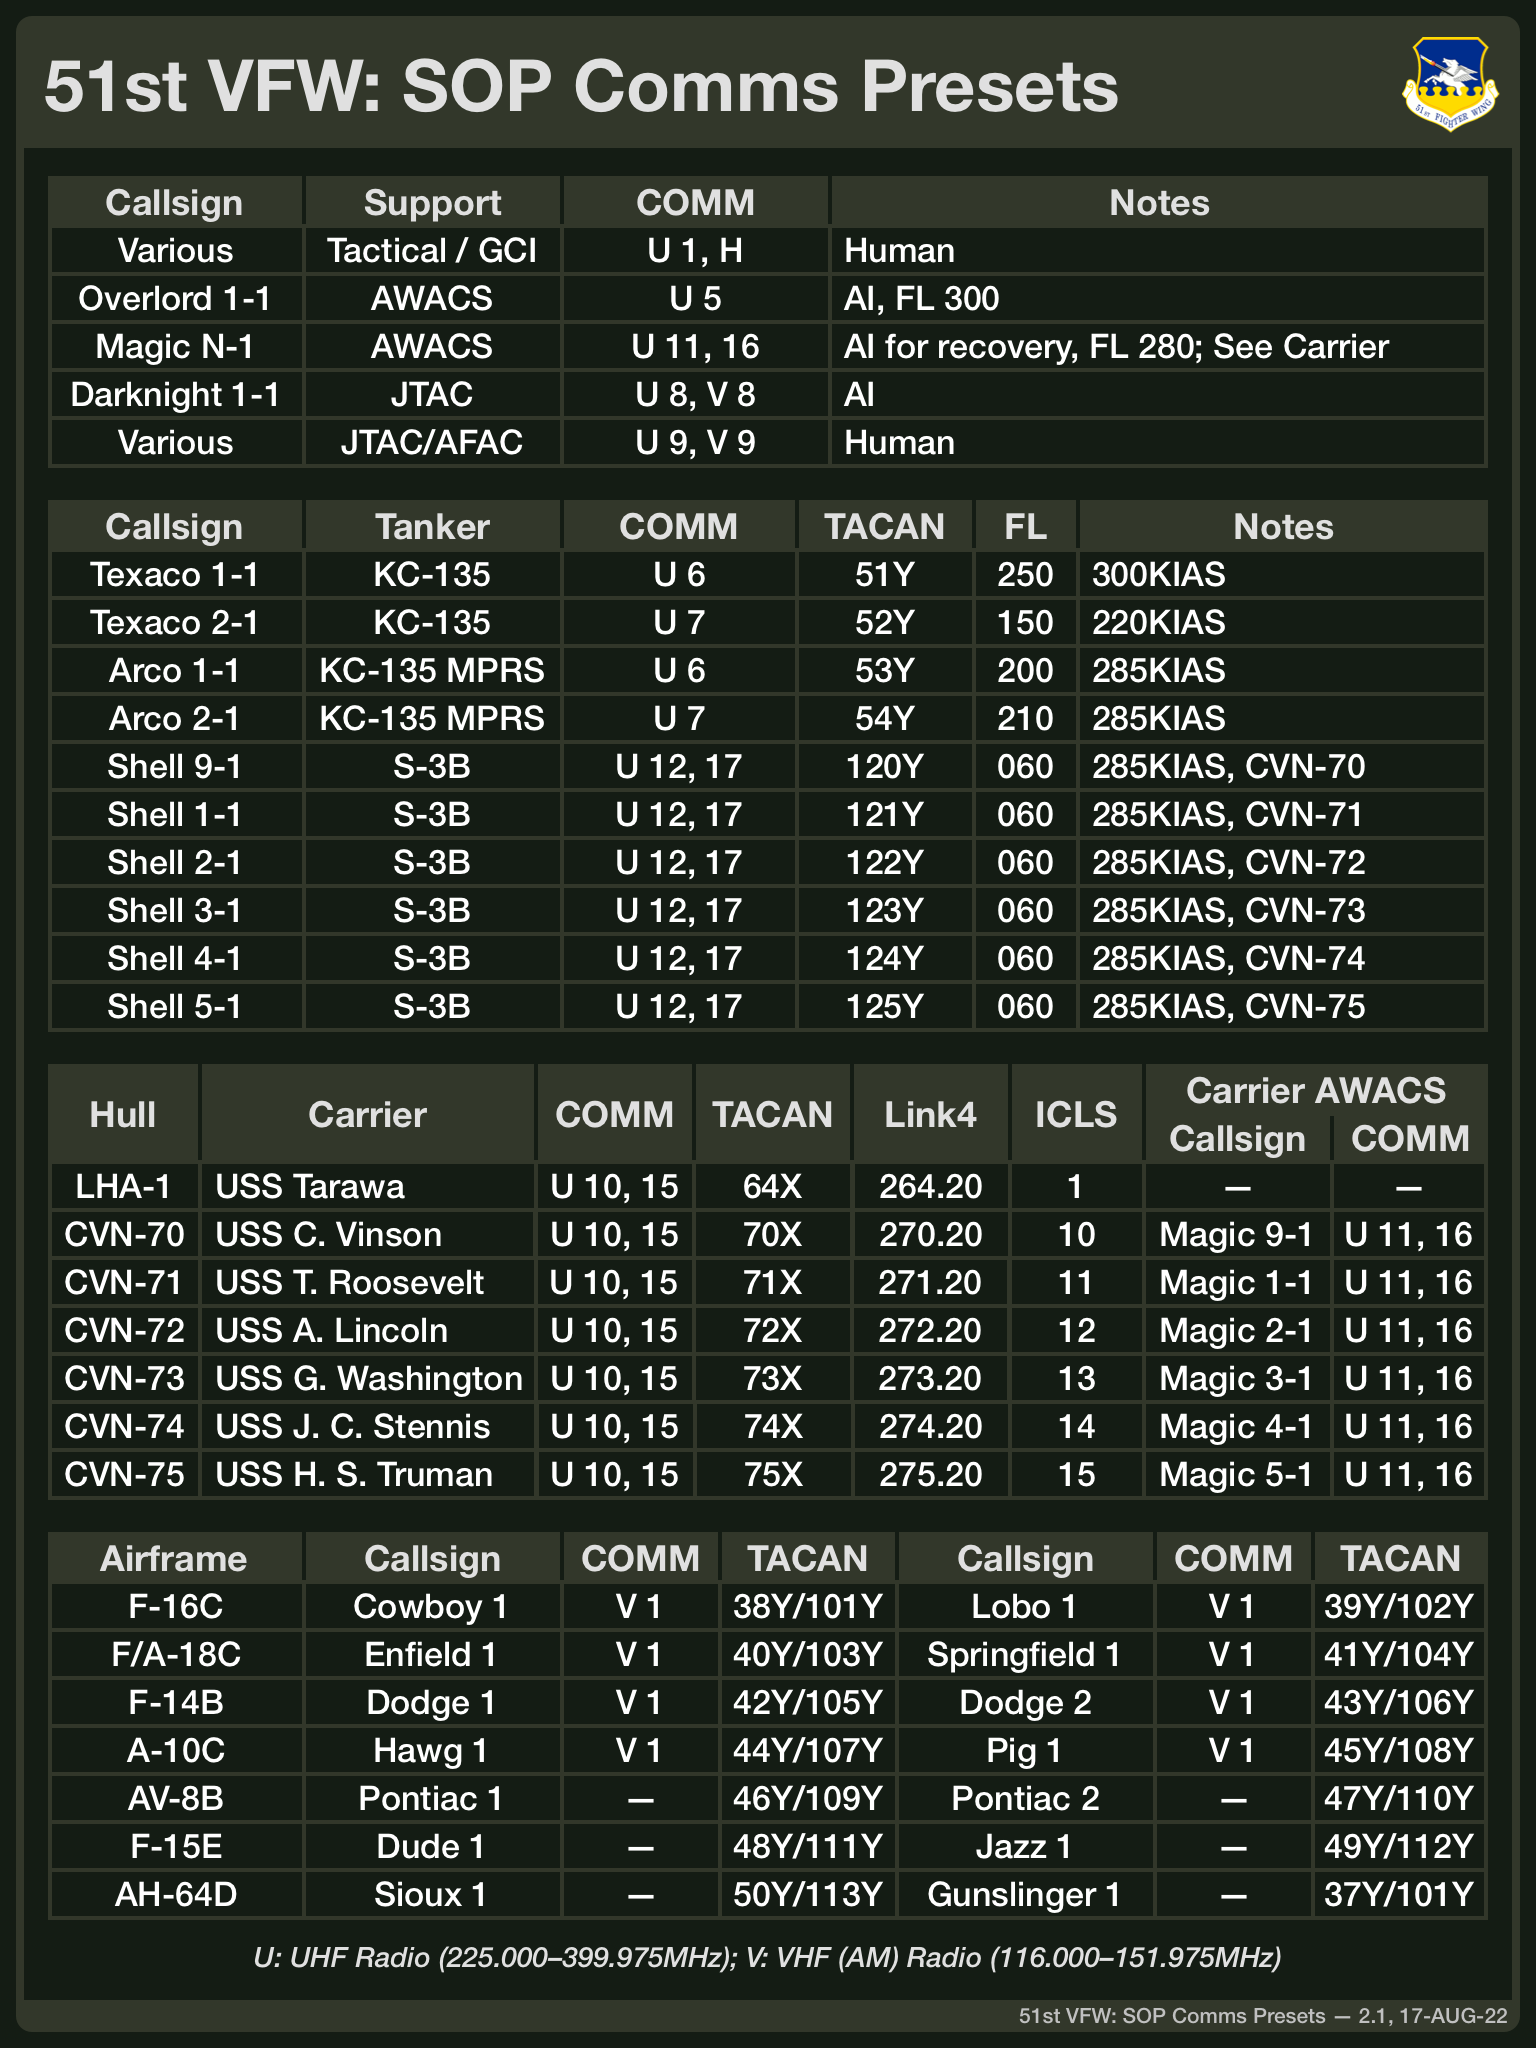 51st VFW: SOP Comms Presets
51st FIGHTER WING
Callsign Support COMM Notes
Various Tactical / GCI U 1, H Human
Overlord 1-1 AWACS U 5 AI, FL 300
Magic N-1 AWACS U 11, 16 AI for recovery, FL 280; See Carrier
Darknight 1-1 JTAC U 8, V 8 AI
Various JTAC/AFAC U 9, V 9 Human
Callsign Tanker COMM TACAN FL Notes
Texaco 1-1 KC-135 U 6 51Y 250 300KIAS
Texaco 2-1 KC-135 U 7 52Y 150 220KIAS
Arco 1-1 KC-135 MPRS U 6 53Y 200 285KIAS
Arco 2-1 KC-135 MPRS U 7 54Y 210 285KIAS
Shell 9-1 S-3B U 12, 17 120Y 060 285KIAS, CVN-70
Shell 1-1 S-3B U 12, 17 121Y 060 285KIAS, CVN-71
Shell 2-1 S-3B U 12, 17 122Y 060 285KIAS, CVN-72
Shell 3-1 S-3B U 12, 17 123Y 060 285KIAS, CVN-73
Shell 4-1 S-3B U 12, 17 124Y 060 285KIAS, CVN-74
Shell 5-1 S-3B U 12, 17 125Y 060 285KIAS, CVN-75
Hull Carrier COMM TACAN Link4 ICLS Carrier AWACS
Callsign COMM
LHA-1 USS Tarawa U 10, 15 64X 264.20 1 — —
CVN-70 USS C. Vinson U 10, 15 70X 270.20 10 Magic 9-1 U 11, 16
CVN-71 USS T. Roosevelt U 10, 15 71X 271.20 11 Magic 1-1 U 11, 16
CVN-72 USS A. Lincoln U 10, 15 72X 272.20 12 Magic 2-1 U 11, 16
CVN-73 USS G. Washington U 10, 15 73X 273.20 13 Magic 3-1 U 11, 16
CVN-74 USS J. C. Stennis U 10, 15 74X 274.20 14 Magic 4-1 U 11, 16
CVN-75 USS H. S. Truman U 10, 15 75X 275.20 15 Magic 5-1 U 11, 16
Airframe Callsign COMM TACAN Callsign COMM TACAN
F-16C Cowboy 1 V 1 38Y/101Y Lobo 1 V 1 39Y/102Y
F/A-18C Enfield 1 V 1 40Y/103Y Springfield 1 V 1 41Y/104Y
F-14B Dodge 1 V 1 42Y/105Y Dodge 2 V 1 43Y/106Y
A-10C Hawg 1 V 1 44Y/107Y Pig 1 V 1 45Y/108Y
AV-8B Pontiac 1 — 46Y/109Y Pontiac 2 — 47Y/110Y
F-15E Dude 1 — 48Y/111Y Jazz 1 — 49Y/112Y
AH-64D Sioux 1 — 50Y/113Y Gunslinger 1 — 37Y/101Y
U: UHF Radio (225.000–399.975MHz); V: VHF (AM) Radio (116.000–151.975MHz)
51st VFW: SOP Comms Presets — 2.1, 17-AUG-22